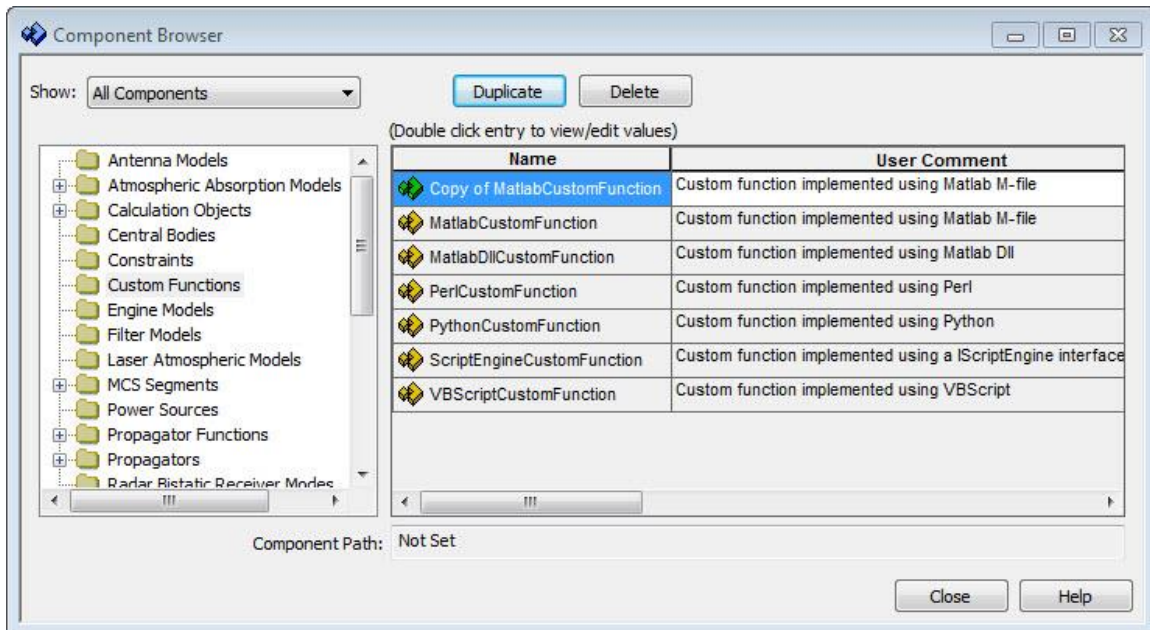 Component Browser
Show: All Components
Duplicate
Delete
(Double click entry to view/edit values)
Antenna Models
Atmospheric Absorption Models
Calculation Objects
Central Bodies
Constraints
Custom Functions
Engine Models
Filter Models
Laser Atmospheric Models
MCS Segments
Power Sources
Propagator Functions
Propagators
Radar Bistatic Receiver Modes
Name User Comment
Copy of MatlabCustomFunction Custom function implemented using Matlab M-file
MatlabCustomFunction Custom function implemented using Matlab M-file
MatlabDllCustomFunction Custom function implemented using Matlab Dll
PerlCustomFunction Custom function implemented using Perl
PythonCustomFunction Custom function implemented using Python
ScriptEngineCustomFunction Custom function implemented using a IScriptEngine interface
VBScriptCustomFunction Custom function implemented using VBScript
Component Path: Not Set
Close
Help